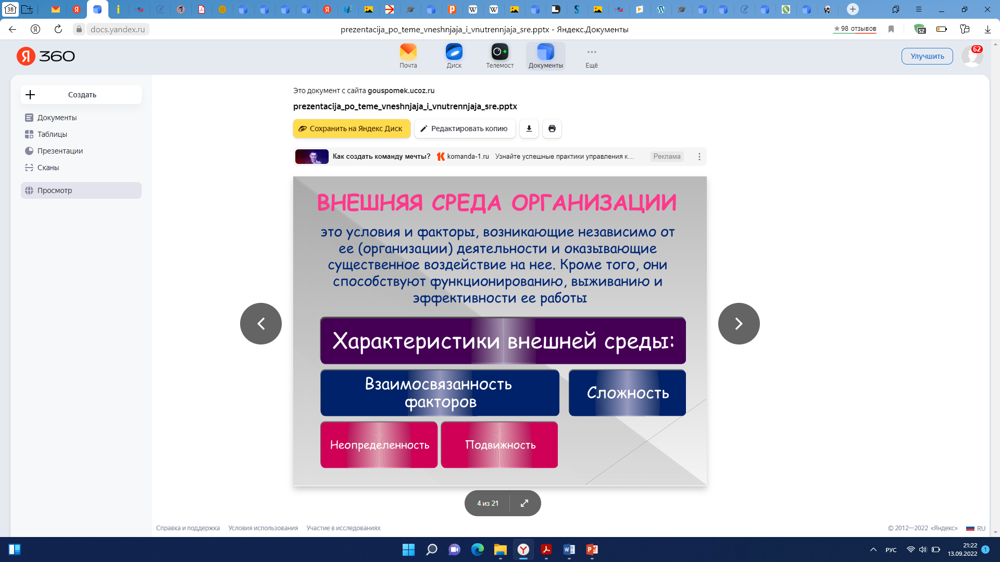 38
docs.yandex.ru
prezentacija_po_teme_vneshnjaja_i_vnutrennjaja_sre.pptx - Яндекс.Документы
★98 отзывов
52
Я 360
Почта
Диск
Телемост
Документы
Ещё
Улучшить
62
Создать
Документы
Таблицы
Презентации
Сканы
Просмотр
Это документ с сайта gouspomek.ucoz.ru
prezentacija_po_teme_vneshnjaja_i_vnutrennjaja_sre.pptx
Сохранить на Яндекс Диск
Редактировать копию
Как создать команду мечты? komanda-1.ru Узнайте успешные практики управления к... Реклама
ВНЕШНЯЯ СРЕДА ОРГАНИЗАЦИИ
это условия и факторы, возникающие независимо от
ее (организации) деятельности и оказывающие
существенное воздействие на нее. Кроме того, они
способствуют функционированию, выживанию и
эффективности ее работы
Характеристики внешней среды:
Взаимосвязанность
факторов
Сложность
Неопределенность
Подвижность
4 из 21
Справка и поддержка
Условия использования
Участие в исследованиях
© 2012—2022 «Яндекс»
RU
РУС
21:22
13.09.2022
1